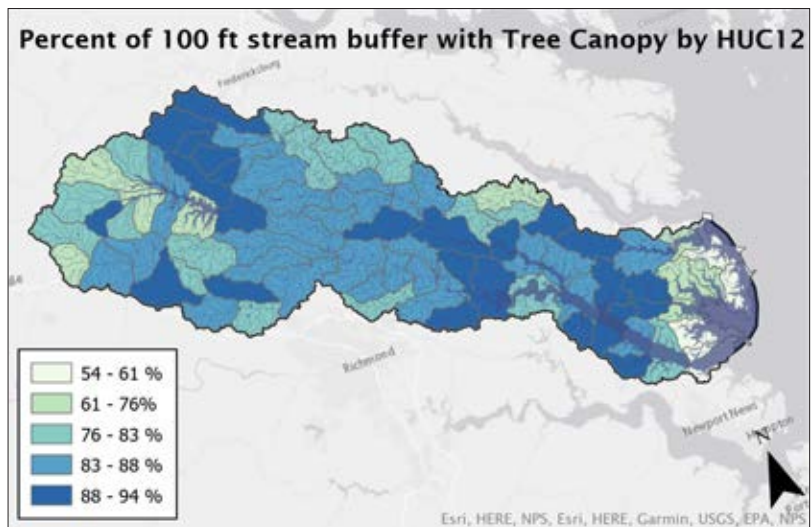 Percent of 100 ft stream buffer with Tree Canopy by HUC12
Fredericksburg
ga
Richmond
54 - 61 %
61 - 76%
76 - 83 %
83 - 88 %
88 - 94 %
Newport News
Hampton
N
Esri, HERE, NPS, Esri, HERE, Garmin, USGS, EPA, NPS